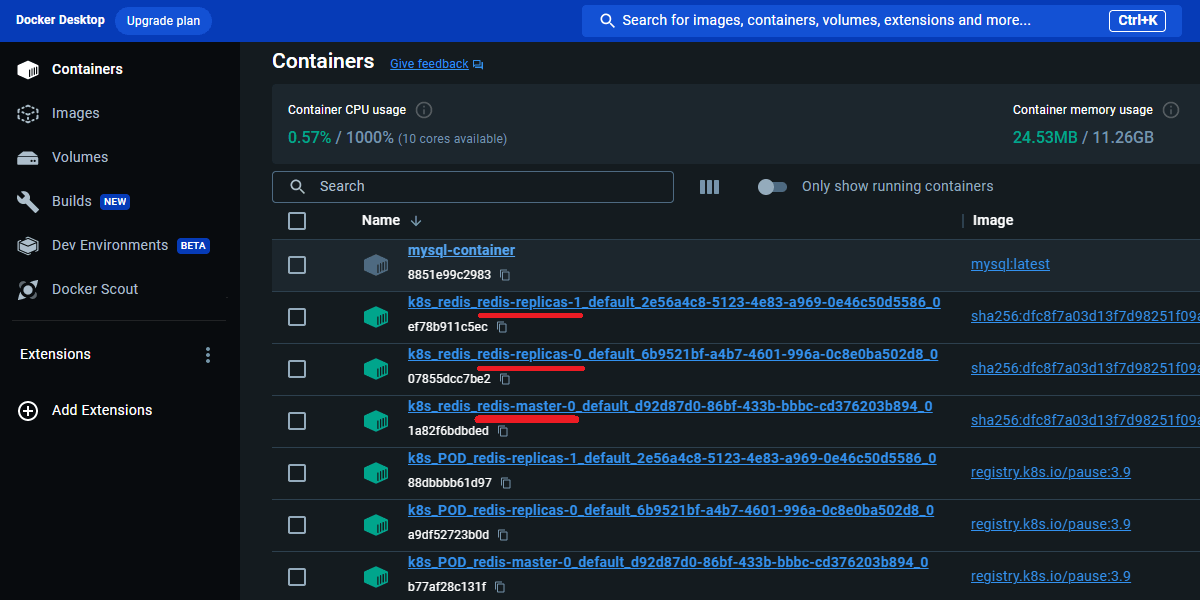 Docker Desktop Upgrade plan Search for images, containers, volumes, extensions and more... Ctrl+K
Containers
Images
Volumes
Builds NEW
Dev Environments BETA
Docker Scout
Extensions
Add Extensions
Containers Give feedback
Container CPU usage
0.57% / 1000% (10 cores available)
Container memory usage
24.53MB / 11.26GB
Search
Only show running containers
Name Image
mysql-container
8851e99c2983
mysql:latest
k8s_redis_redis-replicas-1_default_2e56a4c8-5123-4e83-a969-0e46c50d5586_0
ef78b911c5ec
sha256:dfc8f7a03d13f7d98251f09a
k8s_redis_redis-replicas-0_default_6b9521bf-a4b7-4601-996a-0c8e0ba502d8_0
07855dcc7be2
sha256:dfc8f7a03d13f7d98251f09a
k8s_redis_redis-master-0_default_d92d87d0-86bf-433b-bbbc-cd376203b894_0
1a82f6bdbded
sha256:dfc8f7a03d13f7d98251f09a
k8s_POD_redis-replicas-1_default_2e56a4c8-5123-4e83-a969-0e46c50d5586_0
88dbbbb61d97
registry.k8s.io/pause:3.9
k8s_POD_redis-replicas-0_default_6b9521bf-a4b7-4601-996a-0c8e0ba502d8_0
a9df52723b0d
registry.k8s.io/pause:3.9
k8s_POD_redis-master-0_default_d92d87d0-86bf-433b-bbbc-cd376203b894_0
b77af28c131f
registry.k8s.io/pause:3.9